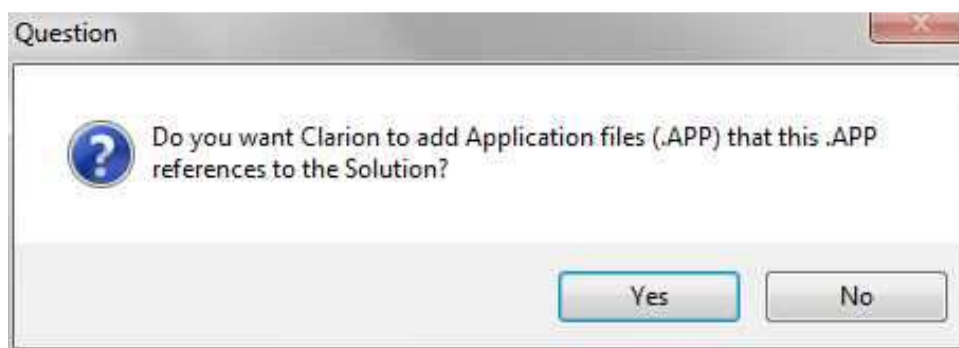 Question
Do you want Clarion to add Application files (.APP) that this .APP
references to the Solution?
Yes
No